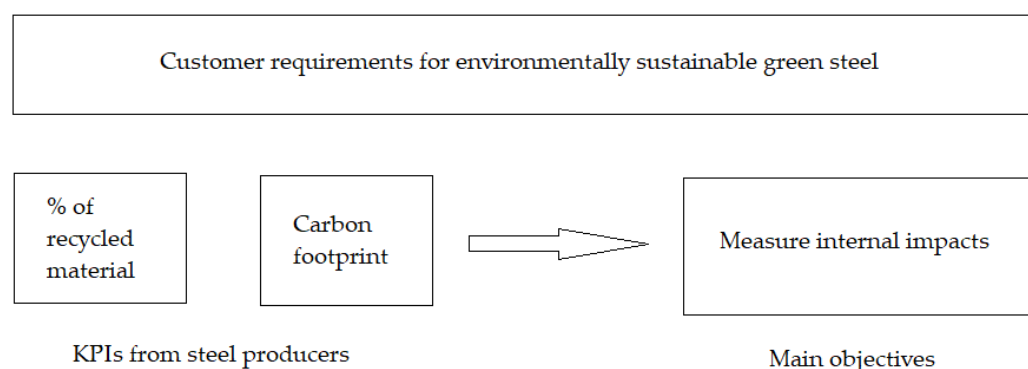 Customer requirements for environmentally sustainable green steel
% of
recycled
material
Carbon
footprint
Measure internal impacts
KPIs from steel producers
Main objectives